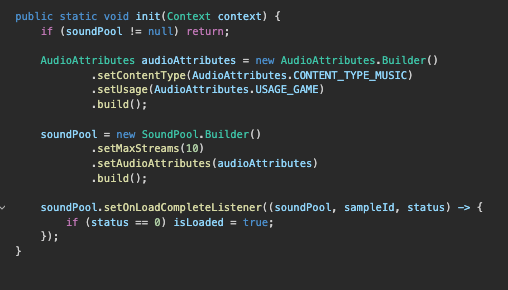 public static void init(Context context) {
    if (soundPool != null) return;

    AudioAttributes audioAttributes = new AudioAttributes.Builder()
            .setContentType(AudioAttributes.CONTENT_TYPE_MUSIC)
            .setUsage(AudioAttributes.USAGE_GAME)
            .build();

    soundPool = new SoundPool.Builder()
            .setMaxStreams(10)
            .setAudioAttributes(audioAttributes)
            .build();

    soundPool.setOnLoadCompleteListener((soundPool, sampleId, status) -> {
        if (status == 0) isLoaded = true;
    });
}